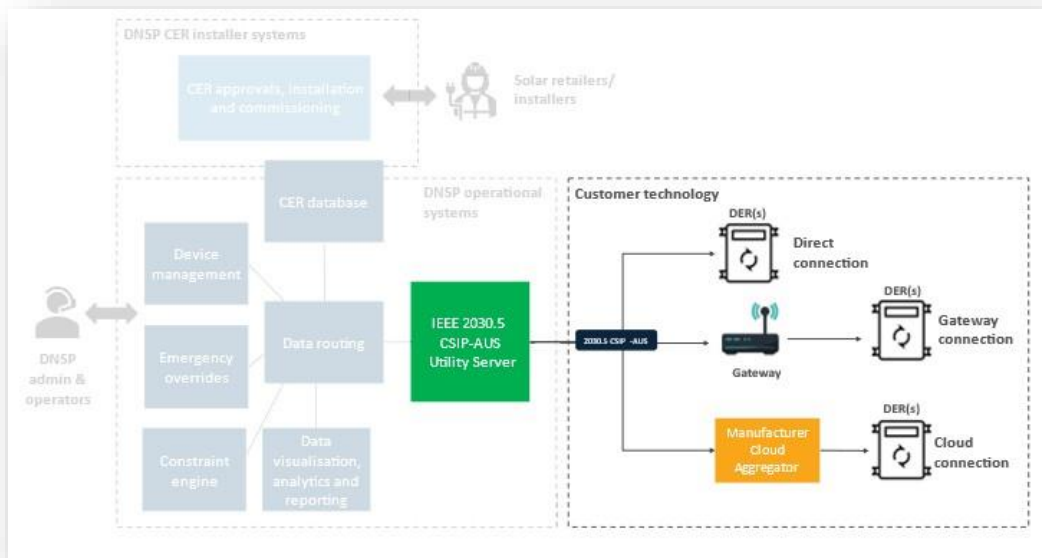 DNSP CER installer systems
CER approvals, installation
and commissioning
Solar retailers/
installers
DNSP operational
systems
CER database
Device
management
Emergency
overrides
Constraint
engine
Data routing
Data
visualisation,
analytics and
reporting
DNSP
admin &
operators
IEEE 2030.5
CSIP-AUS
Utility Server
2030.5 CSIP -AUS
Customer technology
DER(s)
Direct
connection
Gateway
DER(s)
Gateway
connection
Manufacturer
Cloud
Aggregator
DER(s)
Cloud
connection